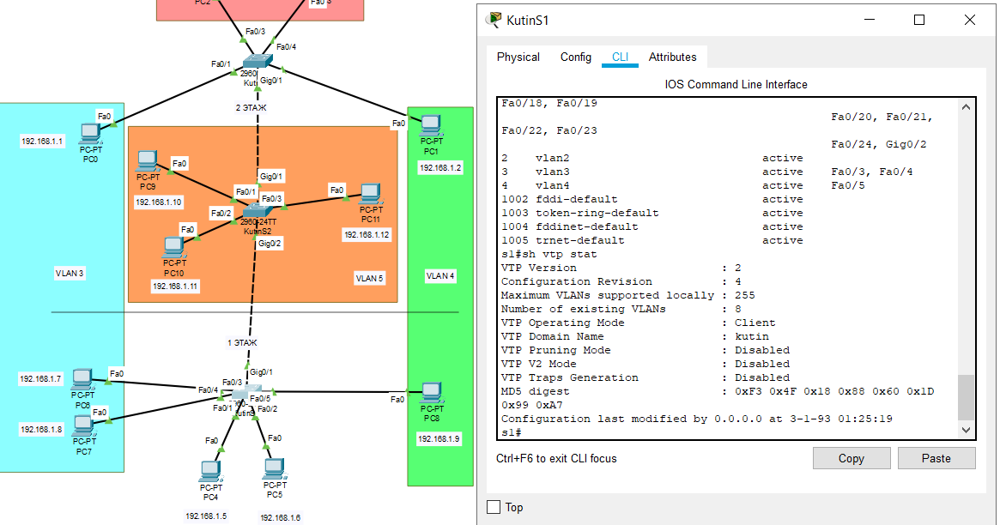 PC2
Fa0/3
Fa0/3
Fa0/4
Fa0/1
2960
Kuti
Gig0/1
2 ЭТАЖ
Fa0
192.168.1.1
PC-PT
PC0
Fa0
PC-PT
PC1
192.168.1.2
Fa0
PC-PT
PC9
192.168.1.10
Gig0/1
Fa0/1
Fa0/3
Fa0
PC-PT
PC11
192.168.1.12
Fa0/2
2960-24TT
KutinS2
Gig0/2
Fa0
PC-PT
PC10
192.168.1.11
VLAN 3
VLAN 5
VLAN 4
1 ЭТАЖ
Gig0/1
192.168.1.7
Fa0
PC-PT
PC6
Fa0/3
Fa0/4
Fa0/5
Fa0/1
Fa0/2
192.168.1.8
Fa0
PC-PT
PC7
Fa0
PC-PT
PC8
192.168.1.9
Fa0
PC-PT
PC4
192.168.1.5
Fa0
PC-PT
PC5
192.168.1.6
KutinS1
Physical Config CLI Attributes
IOS Command Line Interface
Fa0/18, Fa0/19
Fa0/20, Fa0/21,
Fa0/22, Fa0/23
Fa0/24, Gig0/2
2 vlan2 active
3 vlan3 active Fa0/3, Fa0/4
4 vlan4 active Fa0/5
1002 fddi-default active
1003 token-ring-default active
1004 fddinet-default active
1005 trnet-default active
s1#sh vtp stat
VTP Version : 2
Configuration Revision : 4
Maximum VLANs supported locally : 255
Number of existing VLANs : 8
VTP Operating Mode : Client
VTP Domain Name : kutin
VTP Pruning Mode : Disabled
VTP V2 Mode : Disabled
VTP Traps Generation : Disabled
MD5 digest : 0xF3 0x4F 0x18 0x88 0x60 0x1D
0x99 0xA7
Configuration last modified by 0.0.0.0 at 3-1-93 01:25:19
s1#
Ctrl+F6 to exit CLI focus
Copy
Paste
Top